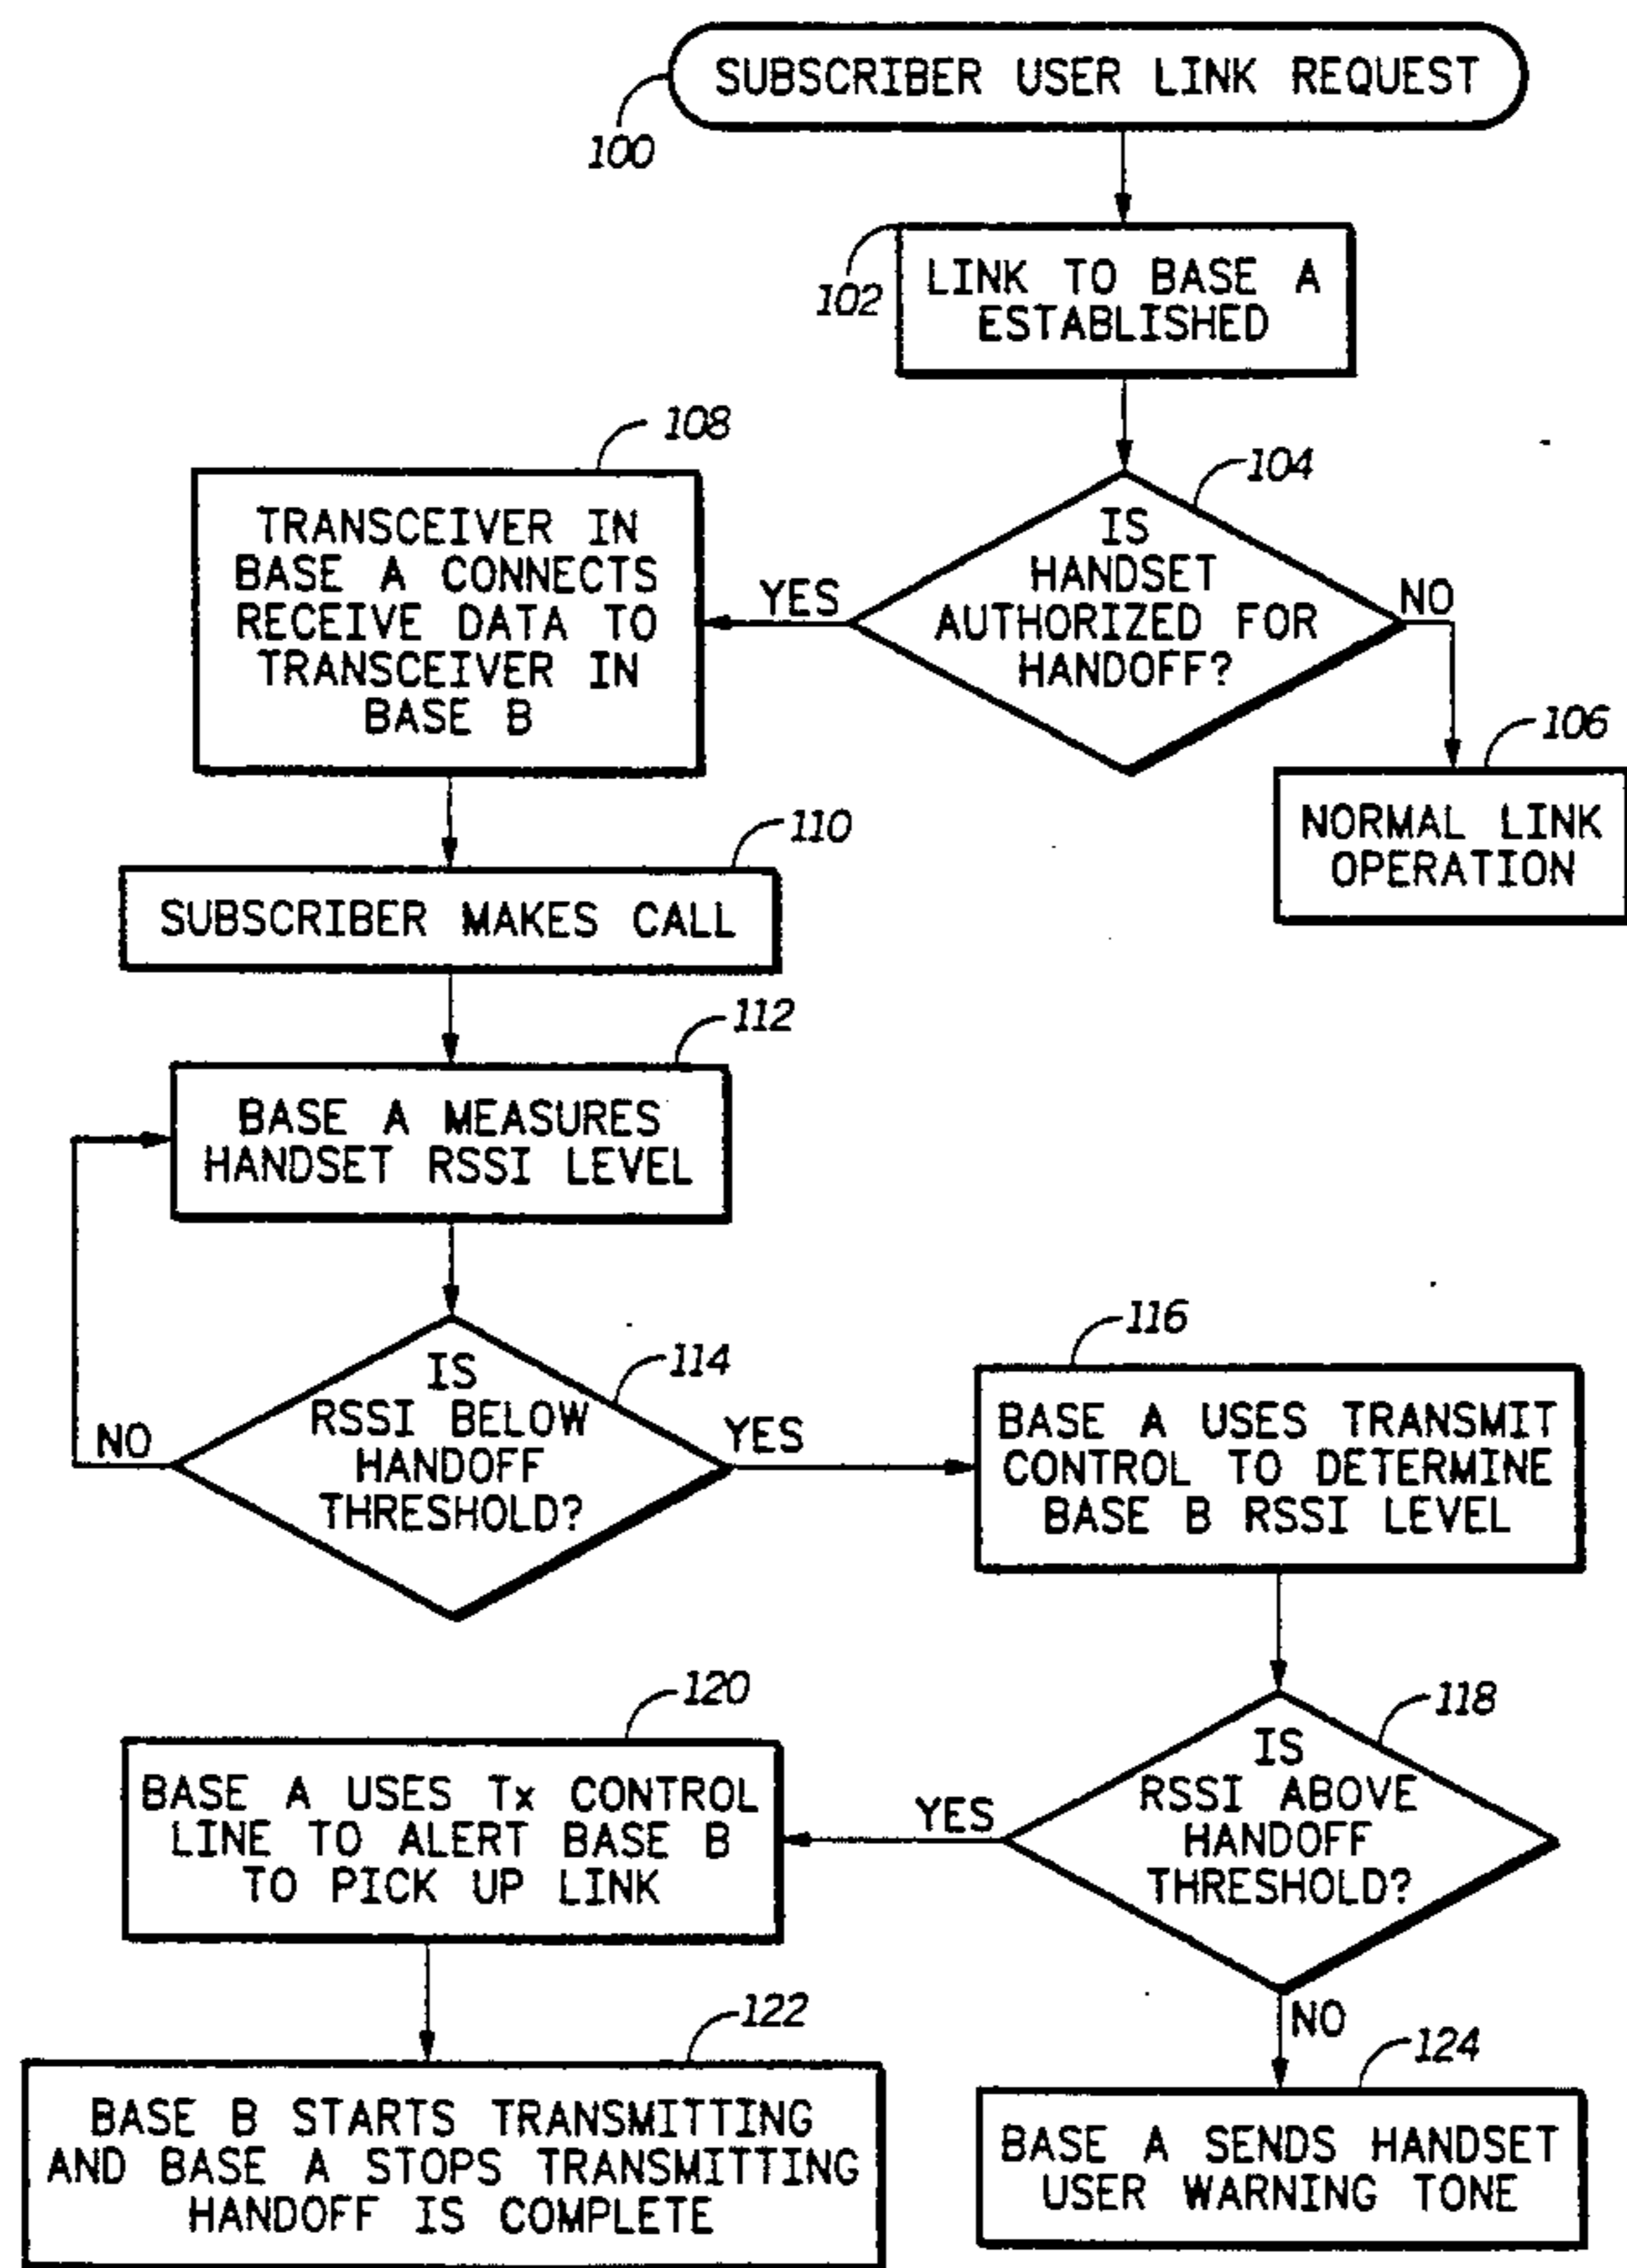 SUBSCRIBER USER LINK REQUEST
100
LINK TO BASE A
ESTABLISHED
102
108
TRANSCEIVER IN
BASE A CONNECTS
RECEIVE DATA TO
TRANSCEIVER IN
BASE B
104
IS
HANDSET
AUTHORIZED FOR
HANDOFF?
YES
NO
106
NORMAL LINK
OPERATION
110
SUBSCRIBER MAKES CALL
112
BASE A MEASURES
HANDSET RSSI LEVEL
114
IS
RSSI BELOW
HANDOFF
THRESHOLD?
NO
YES
116
BASE A USES TRANSMIT
CONTROL TO DETERMINE
BASE B RSSI LEVEL
118
IS
RSSI ABOVE
HANDOFF
THRESHOLD?
YES
NO
120
BASE A USES Tx CONTROL
LINE TO ALERT BASE B
TO PICK UP LINK
122
BASE B STARTS TRANSMITTING
AND BASE A STOPS TRANSMITTING
HANDOFF IS COMPLETE
124
BASE A SENDS HANDSET
USER WARNING TONE